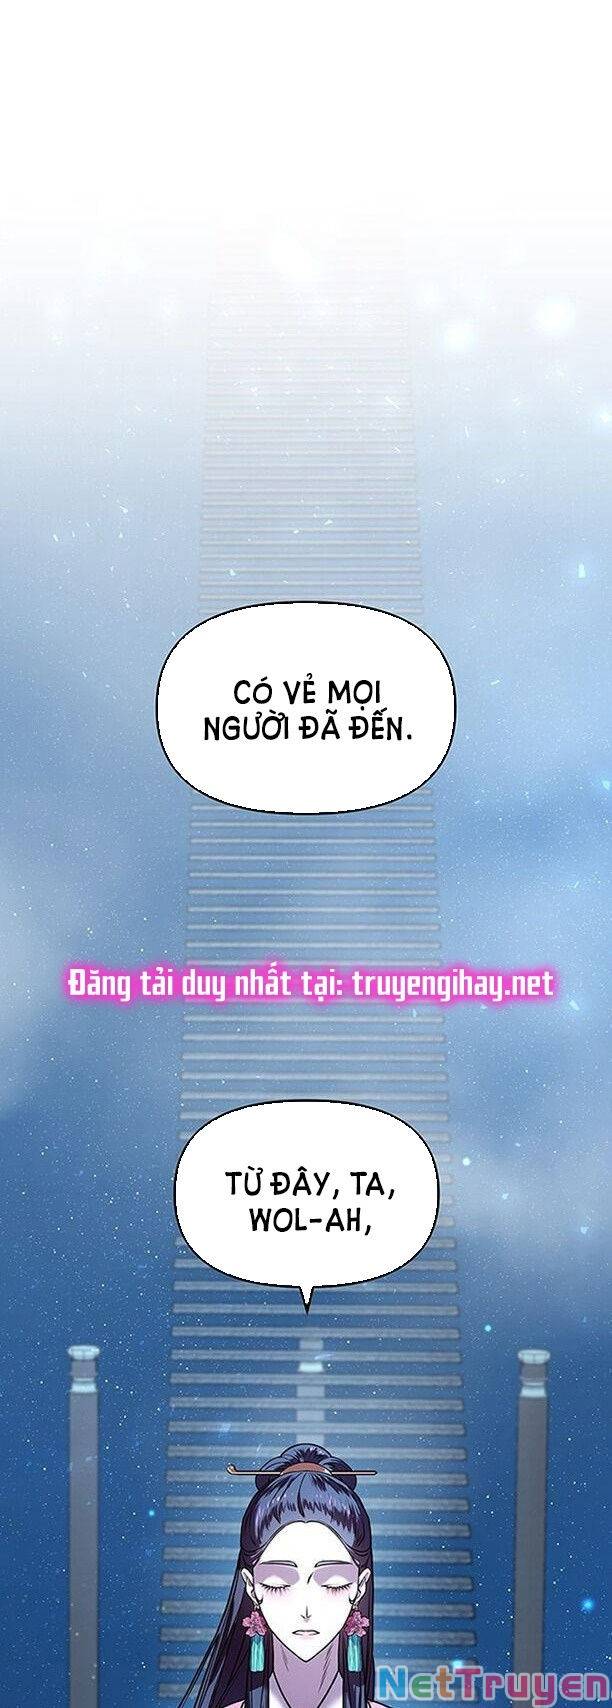 CÓ VẺ MỌI
NGƯỜI ĐÃ ĐẾN.
Đăng tải duy nhất tại: truyengihay.net
TỪ ĐÂY, TA,
WOL-AH,
NetTruyen